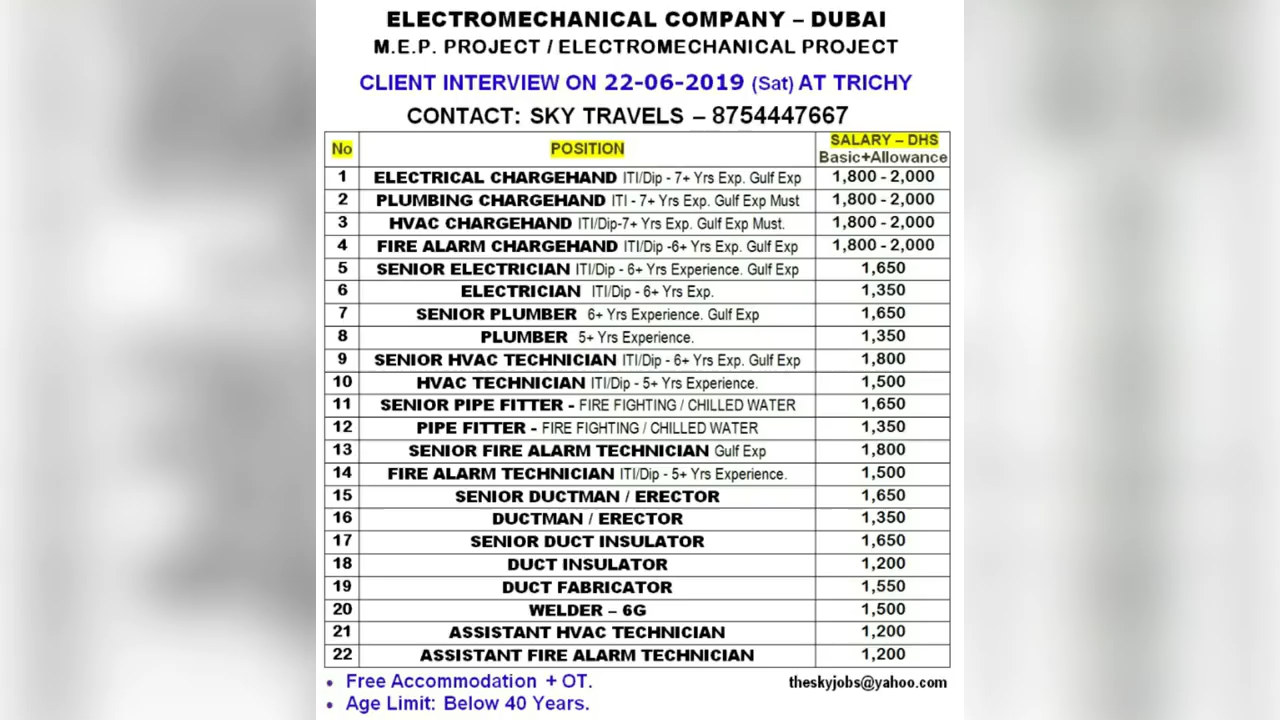 ELECTROMECHANICAL COMPANY – DUBAI
M.E.P. PROJECT / ELECTROMECHANICAL PROJECT
CLIENT INTERVIEW ON 22-06-2019 (Sat) AT TRICHY
CONTACT: SKY TRAVELS – 8754447667
No POSITION SALARY – DHS
Basic+Allowance
1 ELECTRICAL CHARGEHAND ITI/Dip - 7+ Yrs Exp. Gulf Exp 1,800 - 2,000
2 PLUMBING CHARGEHAND ITI - 7+ Yrs Exp. Gulf Exp Must 1,800 - 2,000
3 HVAC CHARGEHAND ITI/Dip-7+ Yrs Exp. Gulf Exp Must. 1,800 - 2,000
4 FIRE ALARM CHARGEHAND ITI/Dip -6+ Yrs Exp. Gulf Exp 1,800 - 2,000
5 SENIOR ELECTRICIAN ITI/Dip - 6+ Yrs Experience. Gulf Exp 1,650
6 ELECTRICIAN ITI/Dip - 6+ Yrs Exp. 1,350
7 SENIOR PLUMBER 6+ Yrs Experience. Gulf Exp 1,650
8 PLUMBER 5+ Yrs Experience. 1,350
9 SENIOR HVAC TECHNICIAN ITI/Dip - 6+ Yrs Exp. Gulf Exp 1,800
10 HVAC TECHNICIAN ITI/Dip - 5+ Yrs Experience. 1,500
11 SENIOR PIPE FITTER - FIRE FIGHTING / CHILLED WATER 1,650
12 PIPE FITTER - FIRE FIGHTING / CHILLED WATER 1,350
13 SENIOR FIRE ALARM TECHNICIAN Gulf Exp 1,800
14 FIRE ALARM TECHNICIAN ITI/Dip - 5+ Yrs Experience. 1,500
15 SENIOR DUCTMAN / ERECTOR 1,650
16 DUCTMAN / ERECTOR 1,350
17 SENIOR DUCT INSULATOR 1,650
18 DUCT INSULATOR 1,200
19 DUCT FABRICATOR 1,550
20 WELDER – 6G 1,500
21 ASSISTANT HVAC TECHNICIAN 1,200
22 ASSISTANT FIRE ALARM TECHNICIAN 1,200
• Free Accommodation + OT. theskyjobs@yahoo.com
• Age Limit: Below 40 Years.